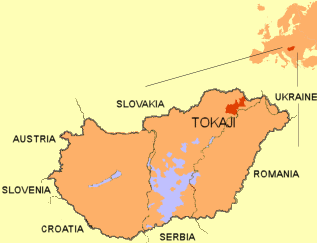 SLOVAKIA
UKRAINE
TOKAJI
AUSTRIA
ROMANIA
SLOVENIA
CROATIA
SERBIA